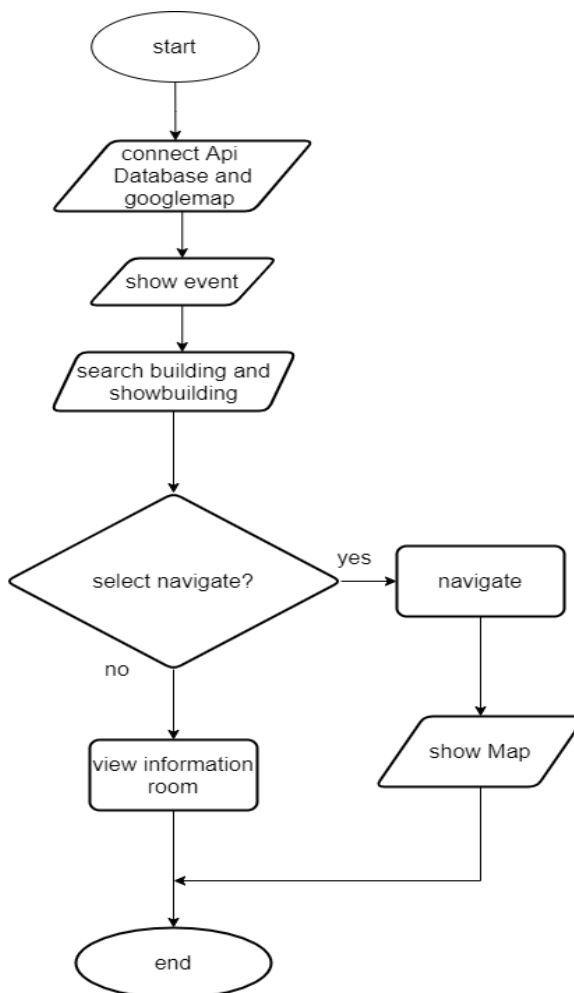 start
connect Api
Database and
googlemap
show event
search building and
showbuilding
select navigate?
yes
navigate
no
view information
room
show Map
end